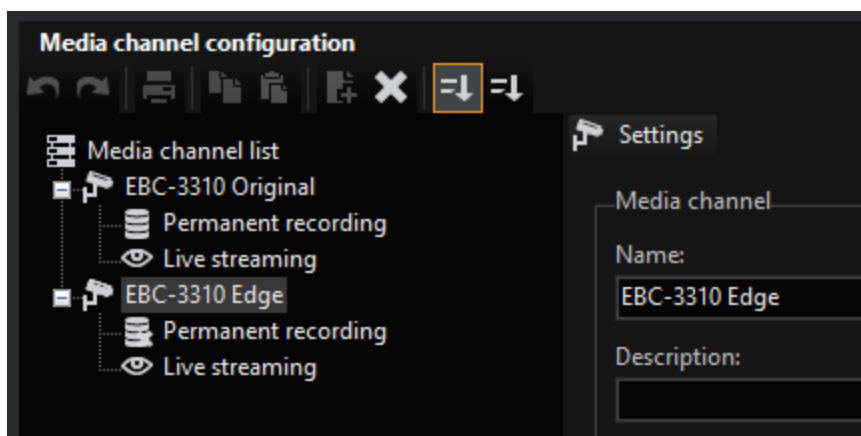 Media channel configuration
Media channel list
EBC-3310 Original
Permanent recording
Live streaming
EBC-3310 Edge
Permanent recording
Live streaming
Settings
Media channel
Name:
EBC-3310 Edge
Description: